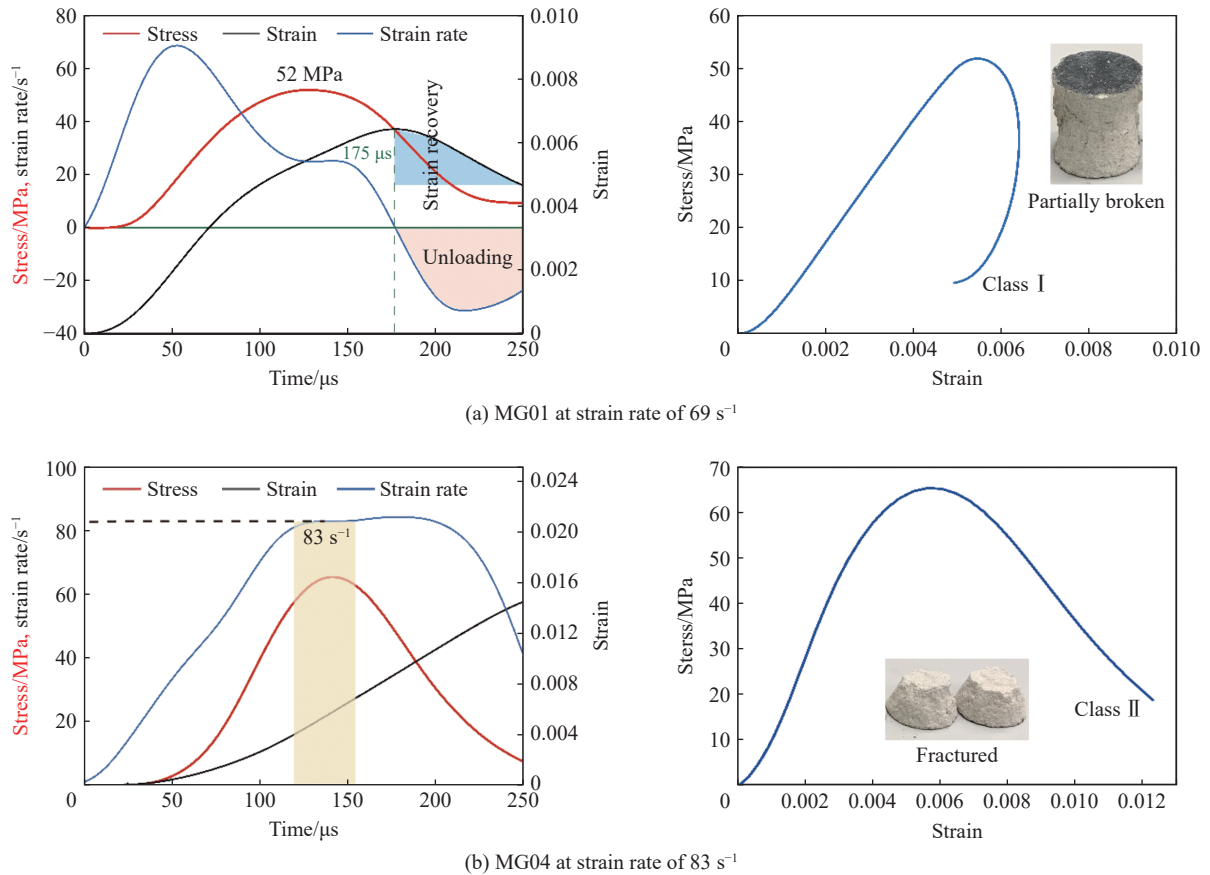 Stress Strain Strain rate
Stress/MPa, strain rate/s⁻¹
80
60
40
20
0
−20
−40
0.010
0.008
0.006
0.004
0.002
0
Strain
52 MPa
175 μs
Strain recovery
Unloading
0 50 100 150 200 250
Time/μs
Sterss/MPa
60
50
40
30
20
10
0 0.002 0.004 0.006 0.008 0.010
Strain
Partially broken
Class Ⅰ
(a) MG01 at strain rate of 69 s⁻¹
Stress Strain Strain rate
Stress/MPa, strain rate/s⁻¹
100
80
60
40
20
0.024
0.020
0.016
0.012
0.008
0.004
0
Strain
83 s⁻¹
0 50 100 150 200 250
Time/μs
Sterss/MPa
70
60
50
40
30
20
10
0 0.002 0.004 0.006 0.008 0.010 0.012
Strain
Fractured
Class Ⅱ
(b) MG04 at strain rate of 83 s⁻¹